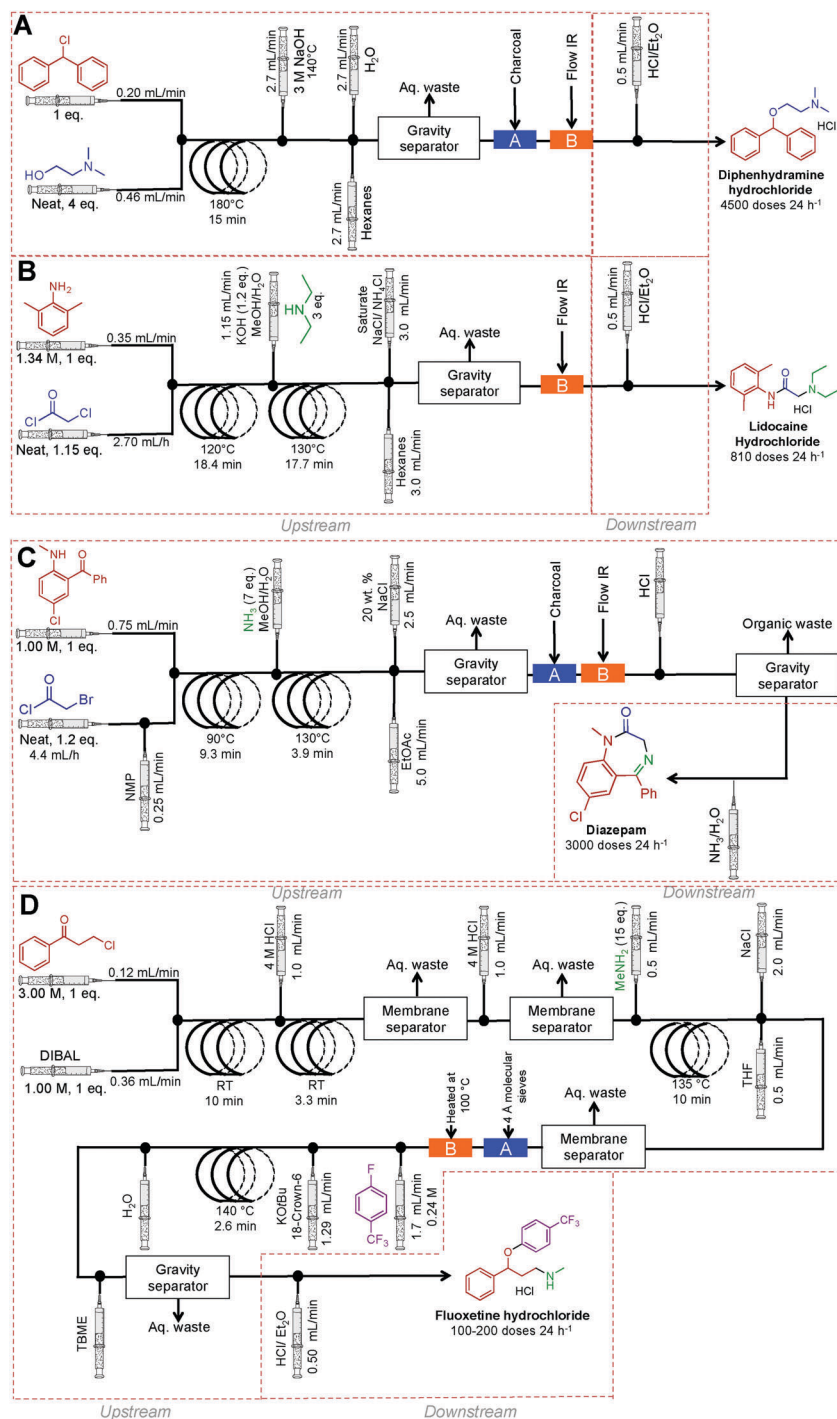 A
Cl
0.20 mL/min
1 eq.
HO
N
Neat, 4 eq.
0.46 mL/min
180°C
15 min
2.7 mL/min
3 M NaOH
140°C
2.7 mL/min
H2O
2.7 mL/min
Hexanes
Aq. waste
Gravity
separator
Charcoal
A
Flow IR
B
0.5 mL/min
HCl/Et2O
O
N
HCl
Diphenhydramine
hydrochloride
4500 doses 24 h-1
B
NH2
0.35 mL/min
1.34 M, 1 eq.
O
Cl
Cl
Neat, 1.15 eq.
2.70 mL/h
120°C
18.4 min
1.15 mL/min
KOH (1.2 eq.)
MeOH/H2O
HN
3 eq.
130°C
17.7 min
Saturate
NaCl/ NH4Cl
3.0 mL/min
Hexanes
3.0 mL/min
Aq. waste
Gravity
separator
Flow IR
B
0.5 mL/min
HCl/Et2O
O
N
N
H
HCl
Lidocaine
Hydrochloride
810 doses 24 h-1
Upstream
Downstream
C
NH
O
Ph
Cl
0.75 mL/min
1.00 M, 1 eq.
O
Cl
Br
Neat, 1.2 eq.
4.4 mL/h
NMP
0.25 mL/min
90°C
9.3 min
NH3 (7 eq.)
MeOH/H2O
130°C
3.9 min
20 wt. %
NaCl
2.5 mL/min
EtOAc
5.0 mL/min
Aq. waste
Gravity
separator
Charcoal
A
Flow IR
B
HCl
Organic waste
Gravity
separator
O
N
N
Ph
Cl
Diazepam
3000 doses 24 h-1
NH3/H2O
Upstream
Downstream
D
O
Cl
0.12 mL/min
3.00 M, 1 eq.
DIBAL
1.00 M, 1 eq.
0.36 mL/min
RT
10 min
4 M HCl
1.0 mL/min
RT
3.3 min
Aq. waste
Membrane
separator
4 M HCl
1.0 mL/min
Aq. waste
Membrane
separator
MeNH2 (15 eq.)
0.5 mL/min
135 °C
10 min
NaCl
2.0 mL/min
THF
0.5 mL/min
Aq. waste
Membrane
separator
4 A molecular
sieves
A
Heated at
100 °C
B
F
CF3
1.7 mL/min
0.24 M
KOtBu
18-Crown-6
1.29 mL/min
140 °C
2.6 min
H2O
TBME
Gravity
separator
Aq. waste
HCl/ Et2O
0.50 mL/min
CF3
O
NH
HCl
Fluoxetine hydrochloride
100-200 doses 24 h-1
Upstream
Downstream